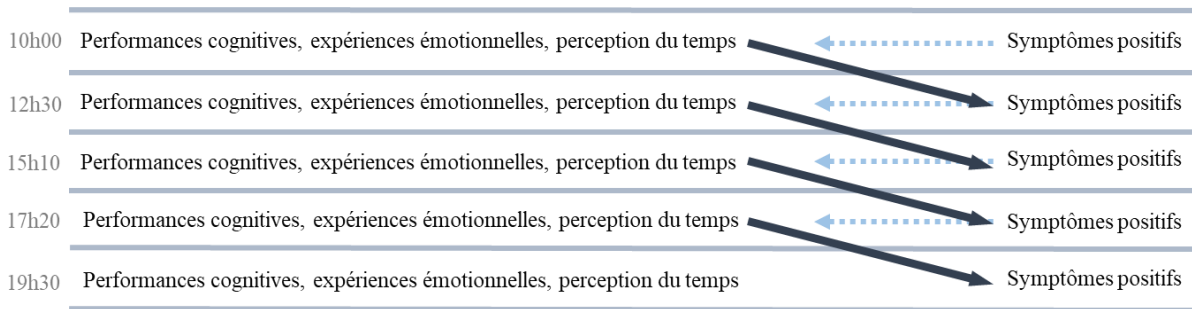 10h00 Performances cognitives, expériences émotionnelles, perception du temps Symptômes positifs
12h30 Performances cognitives, expériences émotionnelles, perception du temps Symptômes positifs
15h10 Performances cognitives, expériences émotionnelles, perception du temps Symptômes positifs
17h20 Performances cognitives, expériences émotionnelles, perception du temps Symptômes positifs
19h30 Performances cognitives, expériences émotionnelles, perception du temps Symptômes positifs